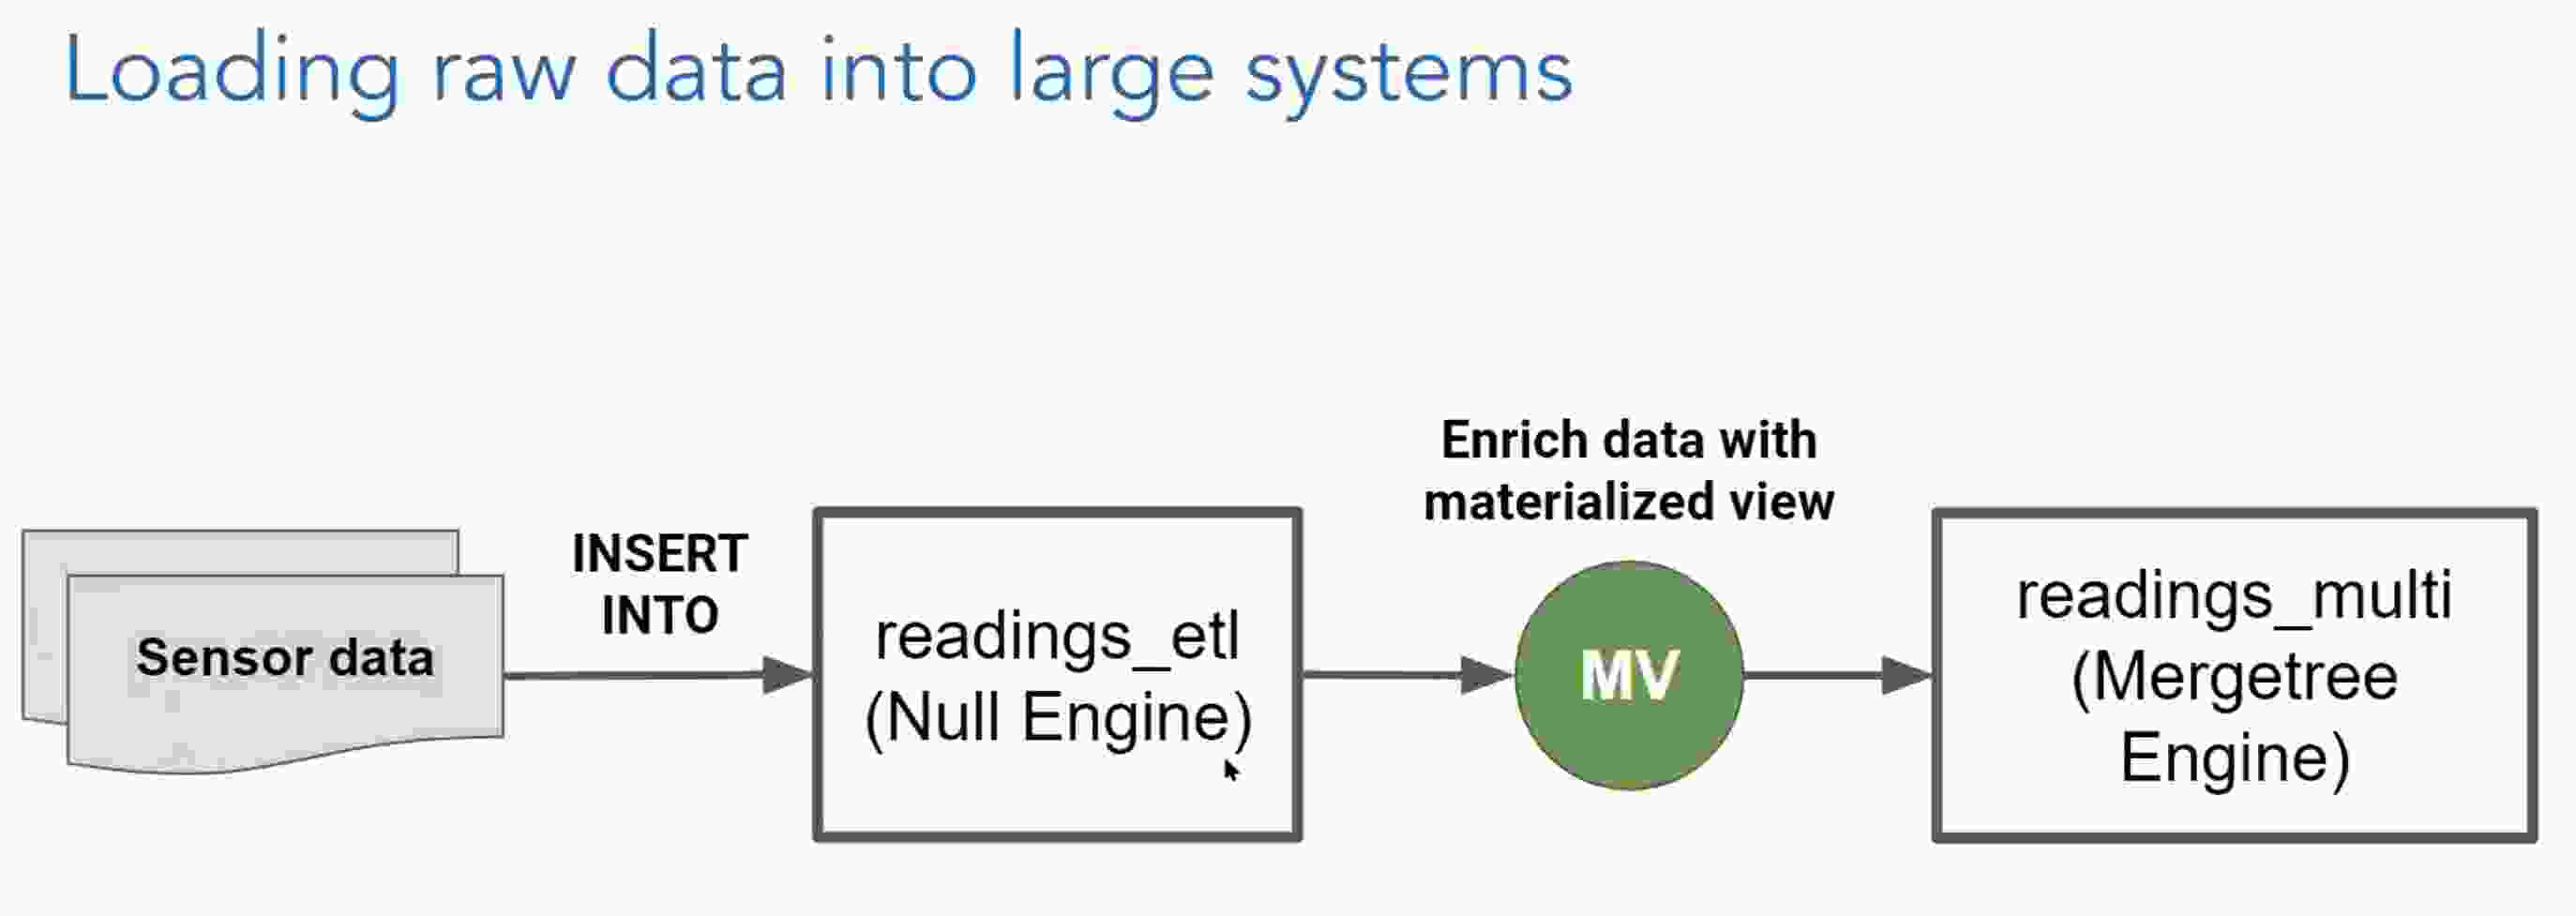 Loading raw data into large systems
Enrich data with
materialized view
INSERT
INTO
Sensor data
readings_etl
(Null Engine)
MV
readings_multi
(Mergetree
Engine)